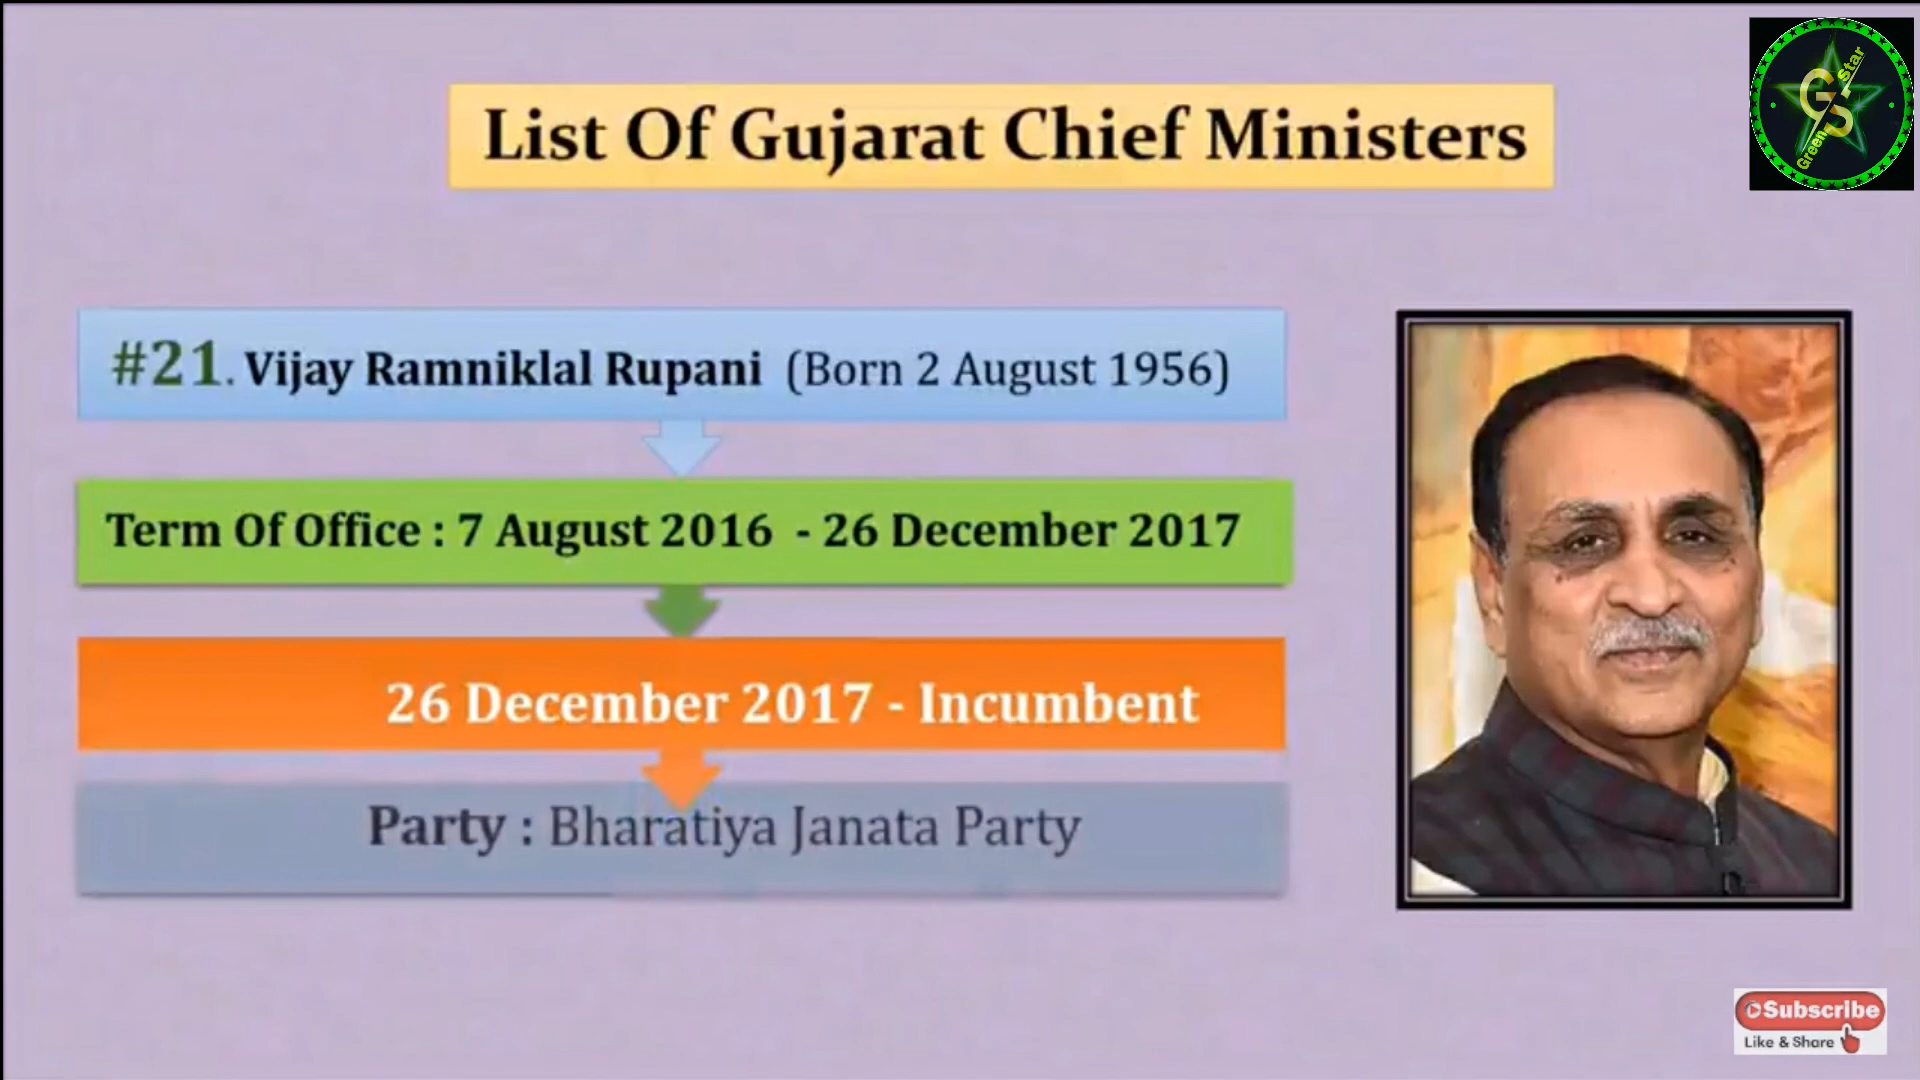 List Of Gujarat Chief Ministers
GS
Green Star
#21. Vijay Ramniklal Rupani (Born 2 August 1956)
Term Of Office : 7 August 2016 - 26 December 2017
26 December 2017 - Incumbent
Party : Bharatiya Janata Party
Subscribe
Like & Share